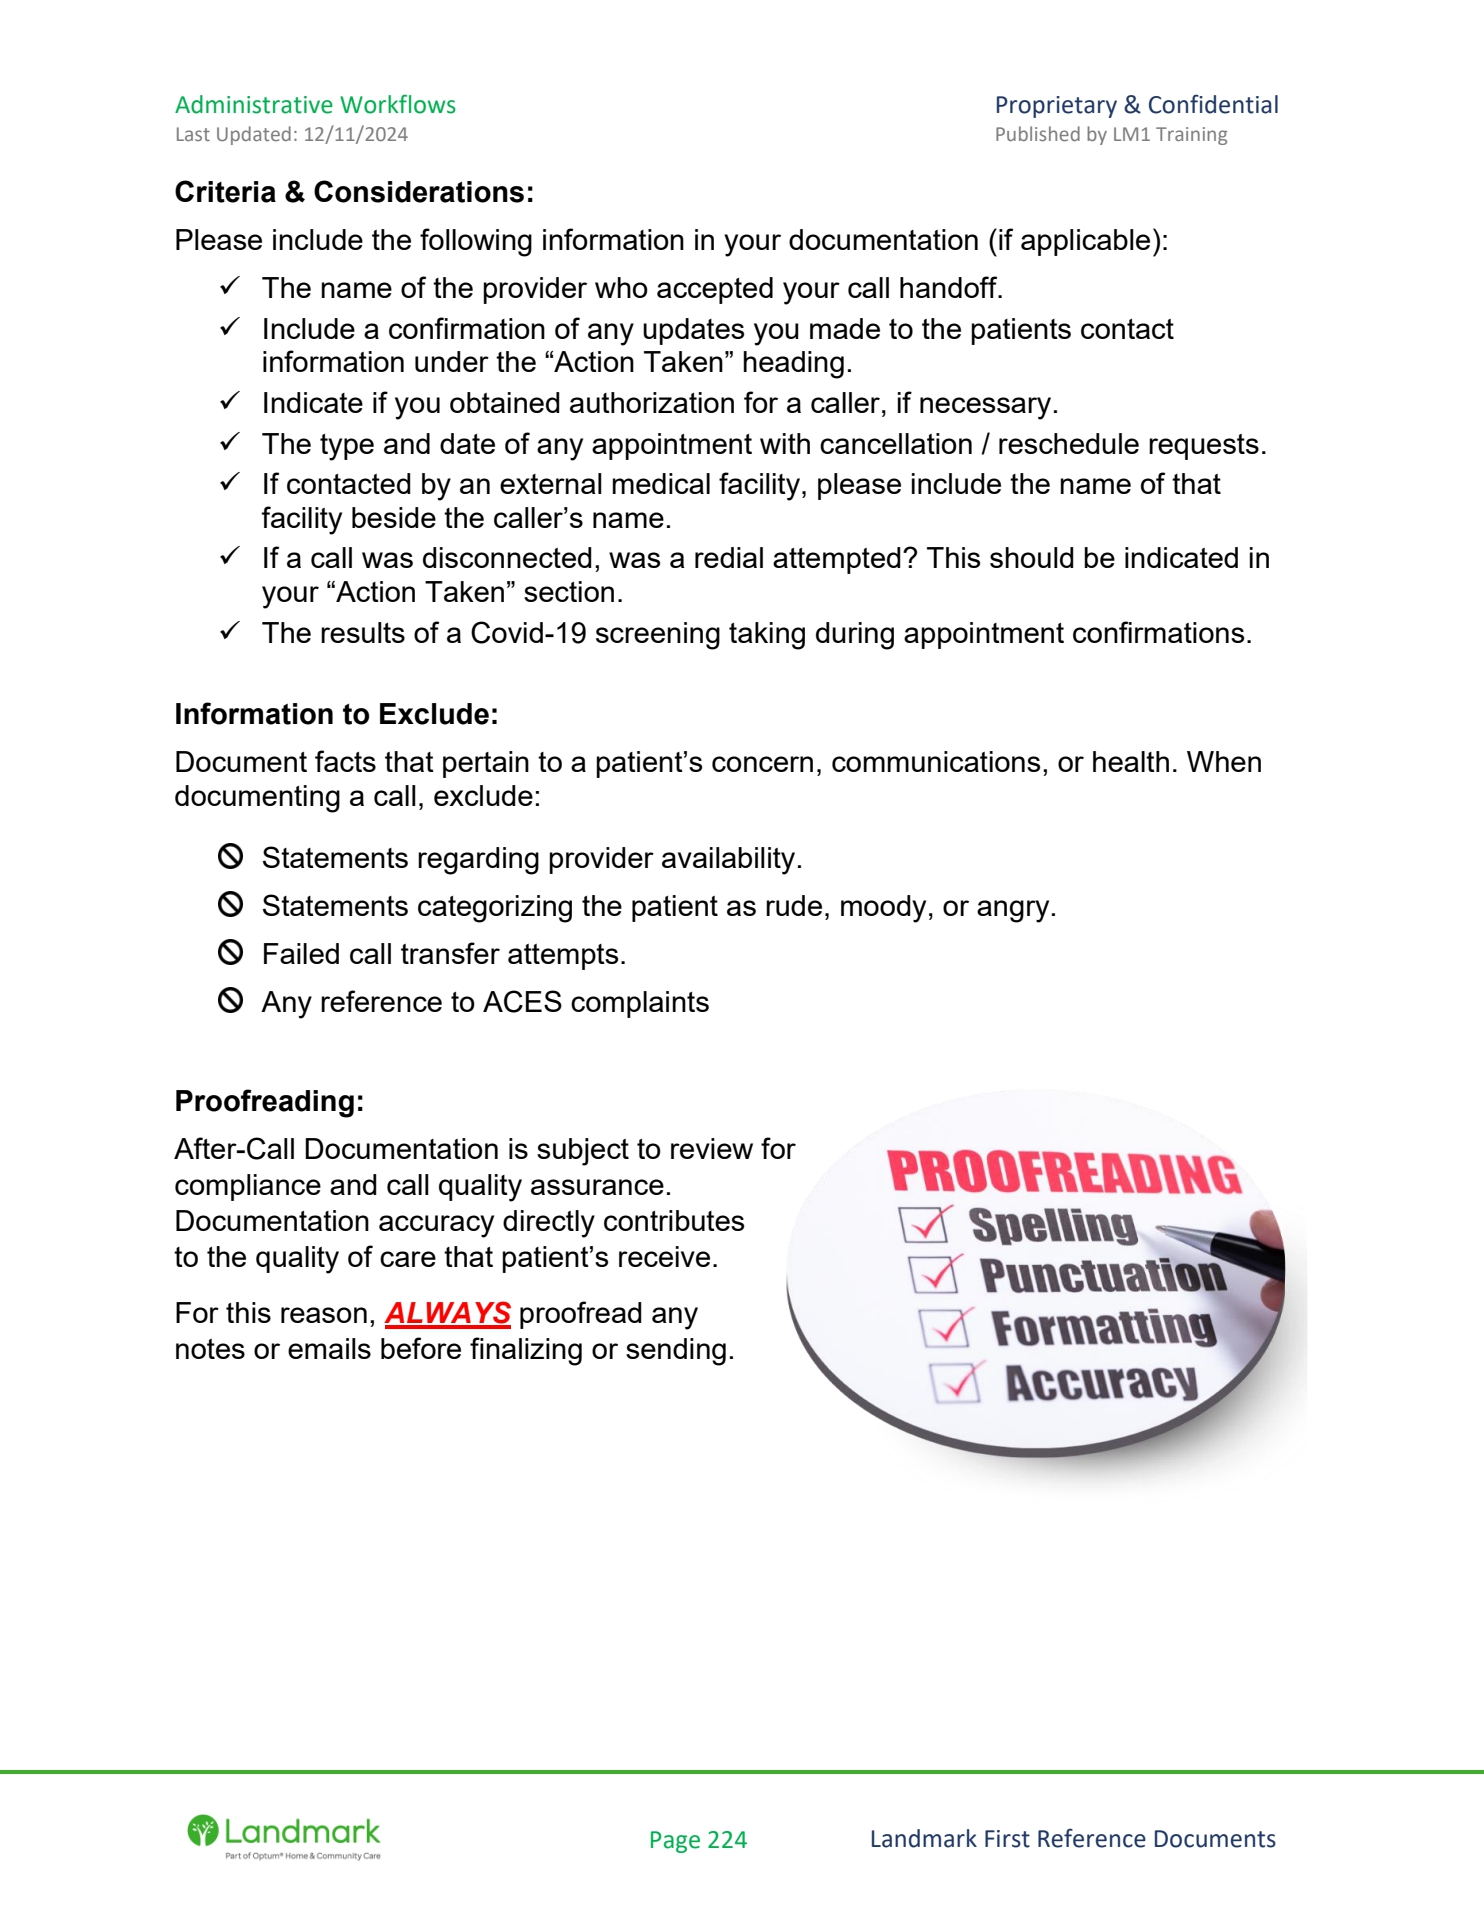 Administrative Workflows
Proprietary & Confidential
Last Updated: 12/11/2024
Published by LM1 Training
Criteria & Considerations:
Please include the following information in your documentation (if applicable):
✓ The name of the provider who accepted your call handoff.
✓ Include a confirmation of any updates you made to the patients contact
information under the “Action Taken” heading.
✓ Indicate if you obtained authorization for a caller, if necessary.
✓ The type and date of any appointment with cancellation / reschedule requests.
✓ If contacted by an external medical facility, please include the name of that
facility beside the caller’s name.
✓ If a call was disconnected, was a redial attempted? This should be indicated in
your “Action Taken” section.
✓ The results of a Covid-19 screening taking during appointment confirmations.
Information to Exclude:
Document facts that pertain to a patient’s concern, communications, or health. When
documenting a call, exclude:
Statements regarding provider availability.
Statements categorizing the patient as rude, moody, or angry.
Failed call transfer attempts.
Any reference to ACES complaints
Proofreading:
After-Call Documentation is subject to review for
compliance and call quality assurance.
Documentation accuracy directly contributes
to the quality of care that patient’s receive.
For this reason, ALWAYS proofread any
notes or emails before finalizing or sending.
PROOFREADING
Spelling
Punctuation
Formatting
Accuracy
Landmark
Part of Optum® Home & Community Care
Page 224
Landmark First Reference Documents